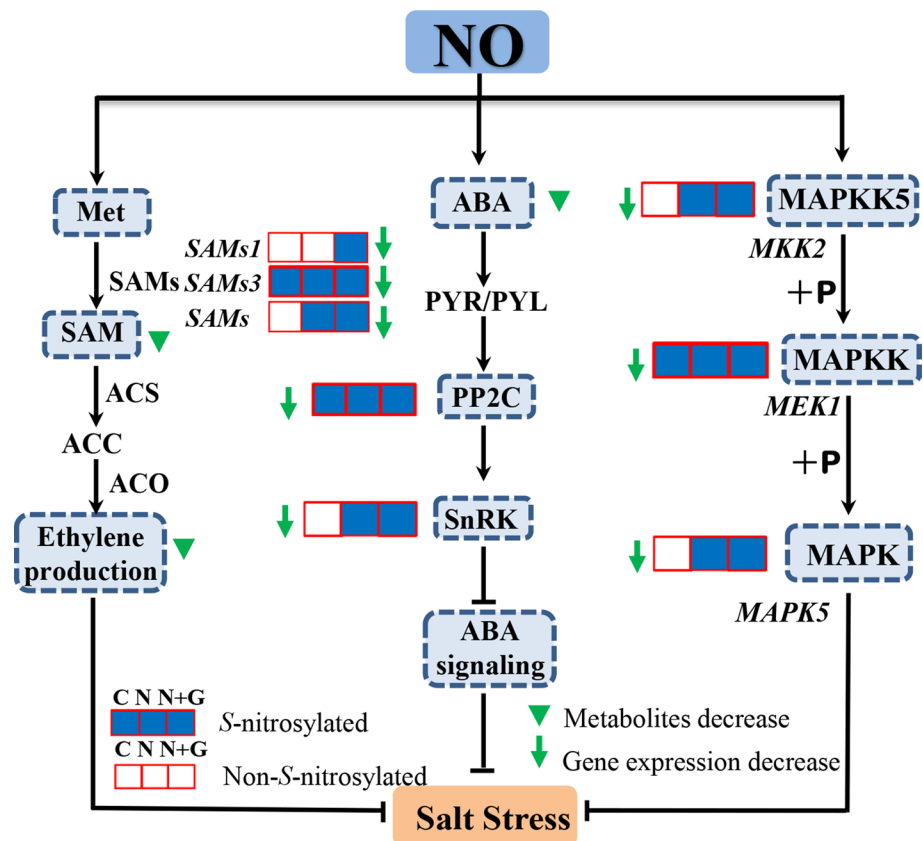 NO
Met
SAMs1
SAMs SAMs3
SAMs
SAM
ACS
ACC
ACO
Ethylene
production
ABA
PYR/PYL
PP2C
SnRK
ABA
signaling
MAPKK5
MKK2
+P
MAPKK
MEK1
+P
MAPK
MAPK5
C N N+G
S-nitrosylated
C N N+G
Non-S-nitrosylated
Metabolites decrease
Gene expression decrease
Salt Stress